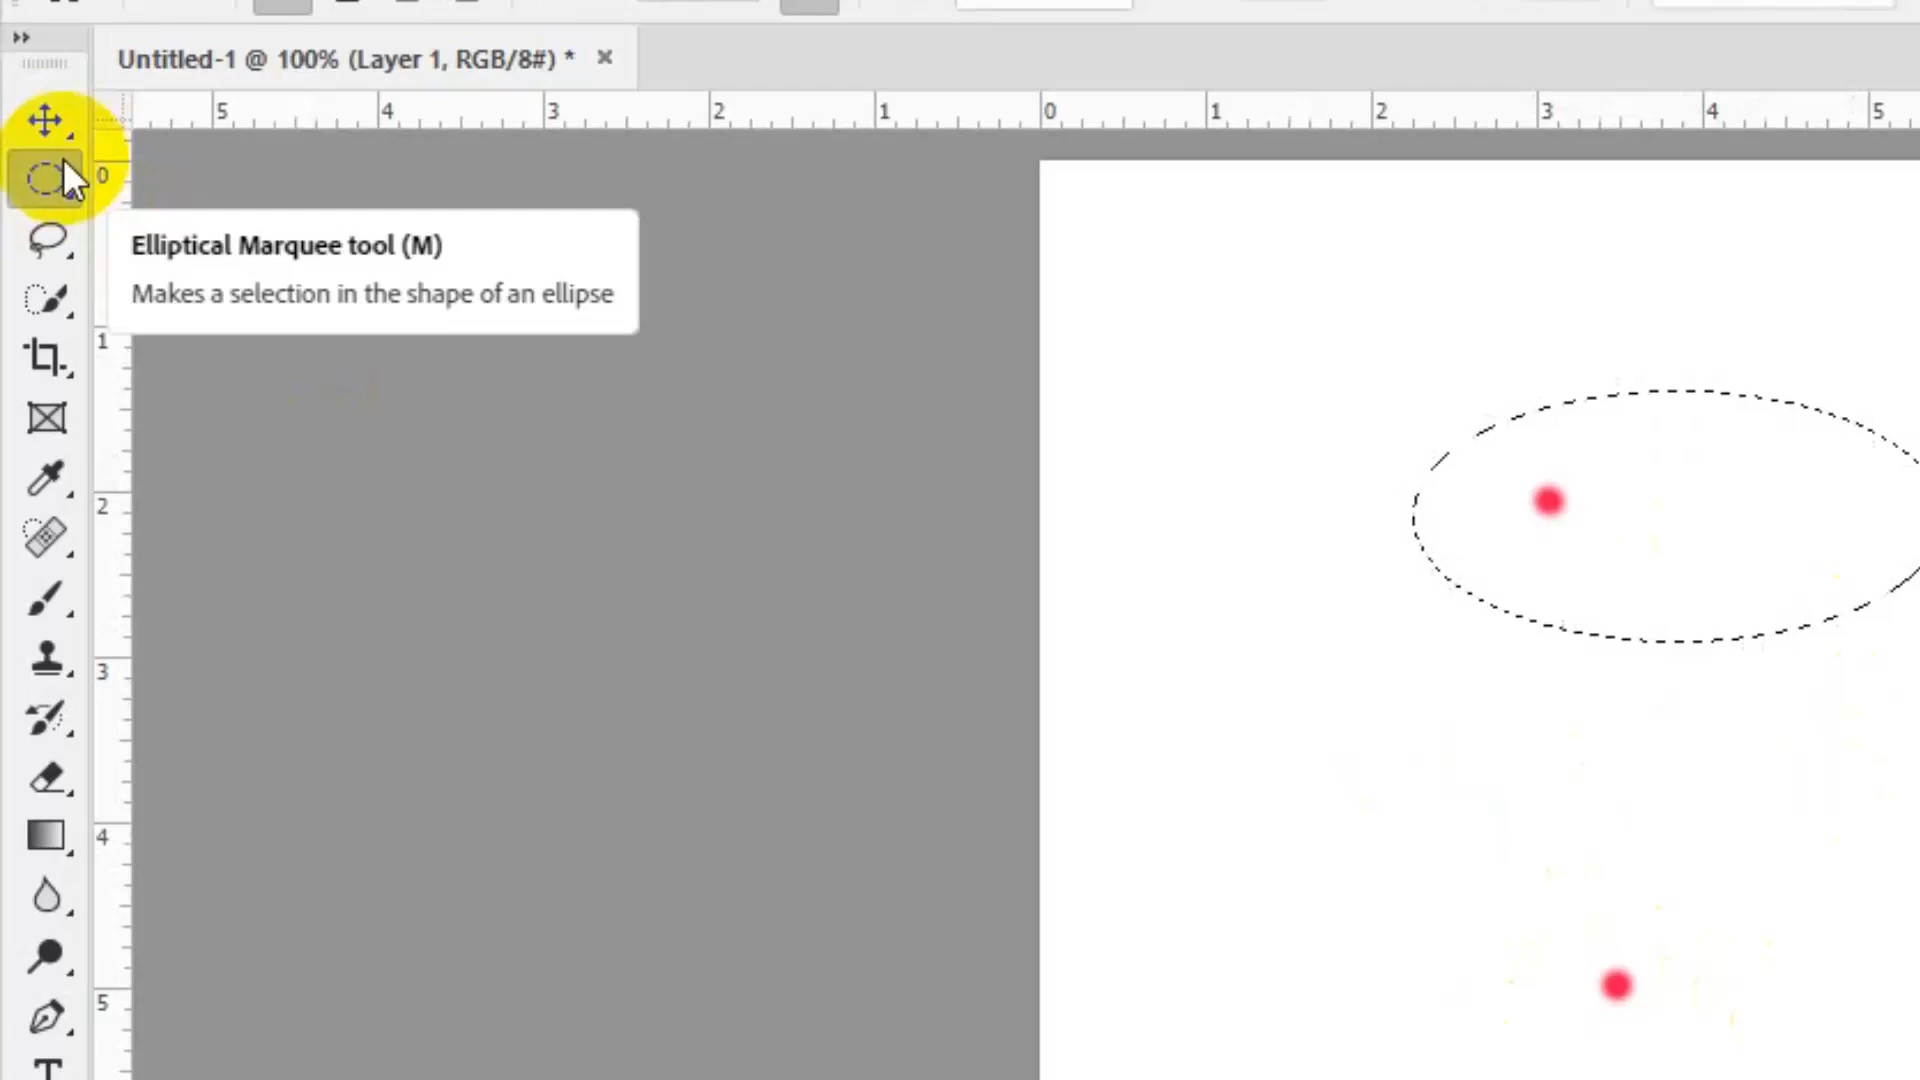 Untitled-1 @ 100% (Layer 1, RGB/8#) *
5 4 3 2 1 0 1 2 3 4 5
0
Elliptical Marquee tool (M)
Makes a selection in the shape of an ellipse
1
2
3
4
5